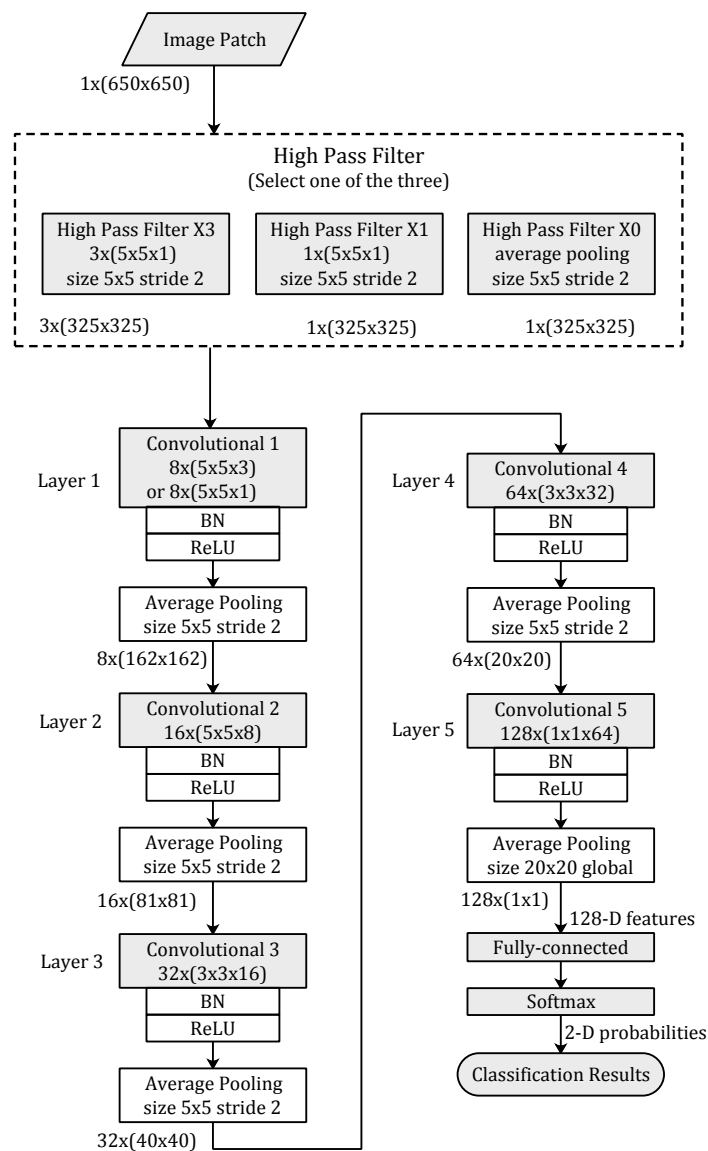 Image Patch
1x(650x650)
High Pass Filter
(Select one of the three)
High Pass Filter X3
3x(5x5x1)
size 5x5 stride 2
3x(325x325)
High Pass Filter X1
1x(5x5x1)
size 5x5 stride 2
1x(325x325)
High Pass Filter X0
average pooling
size 5x5 stride 2
1x(325x325)
Layer 1
Convolutional 1
8x(5x5x3)
or 8x(5x5x1)
BN
ReLU
Average Pooling
size 5x5 stride 2
8x(162x162)
Layer 2
Convolutional 2
16x(5x5x8)
BN
ReLU
Average Pooling
size 5x5 stride 2
16x(81x81)
Layer 3
Convolutional 3
32x(3x3x16)
BN
ReLU
Average Pooling
size 5x5 stride 2
32x(40x40)
Layer 4
Convolutional 4
64x(3x3x32)
BN
ReLU
Average Pooling
size 5x5 stride 2
64x(20x20)
Layer 5
Convolutional 5
128x(1x1x64)
BN
ReLU
Average Pooling
size 20x20 global
128x(1x1)
128-D features
Fully-connected
Softmax
2-D probabilities
Classification Results